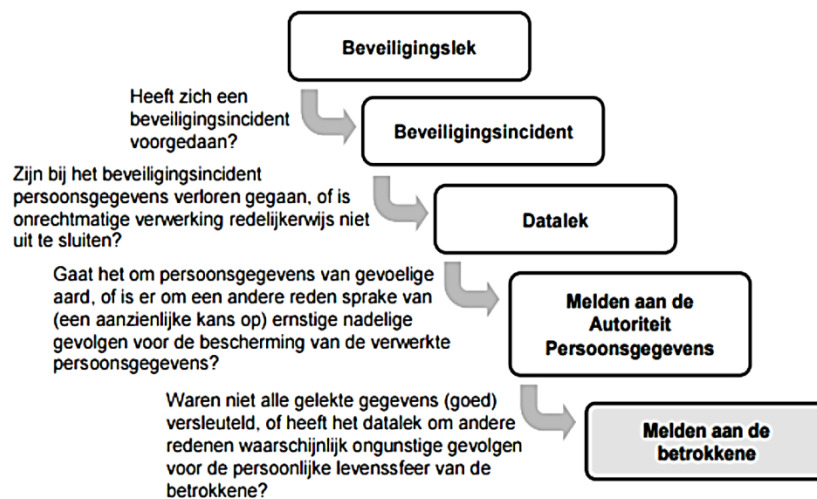 Beveiligingslek
Heeft zich een
beveiligingsincident
voorgedaan?
Beveiligingsincident
Zijn bij het beveiligingsincident
persoonsgegevens verloren gegaan, of is
onrechtmatige verwerking redelijkerwijs niet
uit te sluiten?
Datalek
Gaat het om persoonsgegevens van gevoelige
aard, of is er om een andere reden sprake van
(een aanzienlijke kans op) ernstige nadelige
gevolgen voor de bescherming van de verwerkte
persoonsgegevens?
Melden aan de
Autoriteit
Persoonsgegevens
Waren niet alle gelekte gegevens (goed)
versleuteld, of heeft het datalek om andere
redenen waarschijnlijk ongunstige gevolgen
voor de persoonlijke levenssfeer van de
betrokkene?
Melden aan de
betrokkene